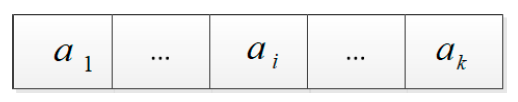 a₁ ... aᵢ ... aₖ